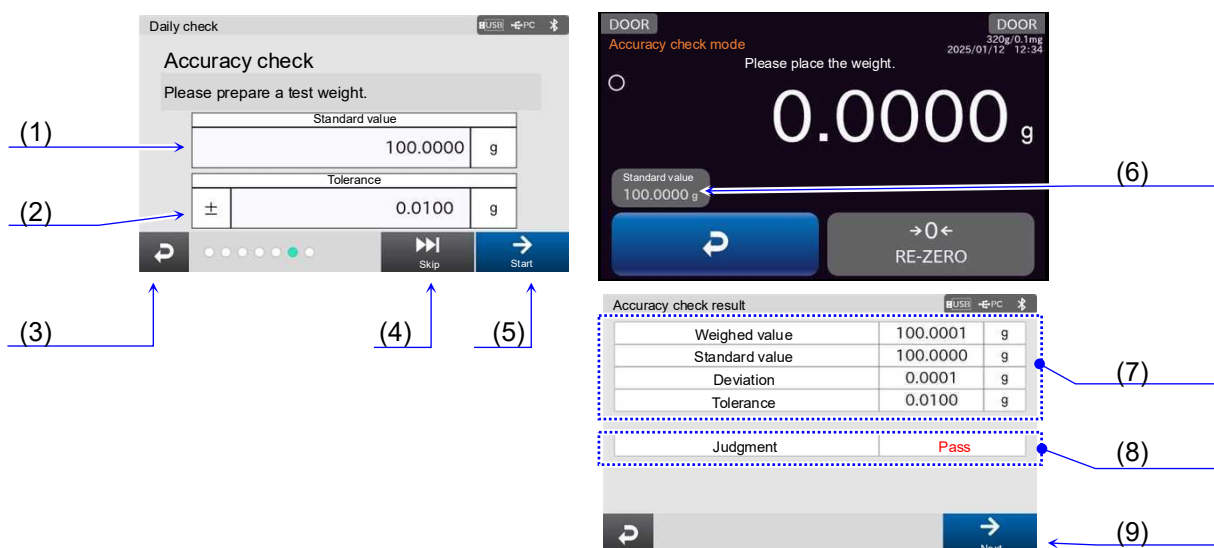 Daily check
USB PC
Accuracy check
Please prepare a test weight.
Standard value
100.0000 g
Tolerance
± 0.0100 g
Skip
Start
(1)
(2)
(3)
(4)
(5)
DOOR DOOR
Accuracy check mode
320g/0.1mg
2025/01/12 12:34
Please place the weight.
0.0000 g
Standard value
100.0000 g
→0←
RE-ZERO
(6)
Accuracy check result
USB PC
Weighed value 100.0001 g
Standard value 100.0000 g
Deviation 0.0001 g
Tolerance 0.0100 g
Judgment Pass
Next
(7)
(8)
(9)